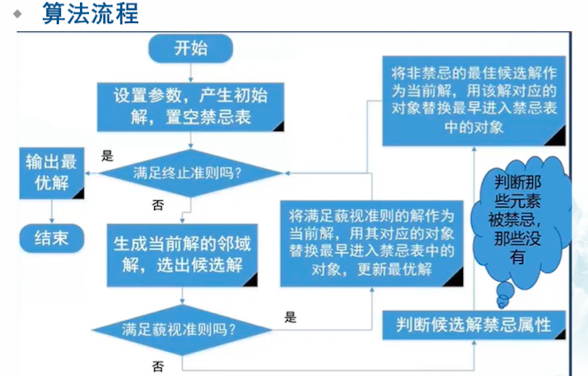 算法流程
开始
设置参数，产生初始
解，置空禁忌表
将非禁忌的最佳候选解作
为当前解，用该解对应的
对象替换最早进入禁忌表
中的对象
输出最
优解
是
满足终止准则吗？
否
结束
生成当前解的邻域
解，选出候选解
将满足藐视准则的解作为
当前解，用其对应的对象
替换最早进入禁忌表中的
对象，更新最优解
判断那
些元素
被禁忌，
那些没
有
满足藐视准则吗？
是
否
判断候选解禁忌属性